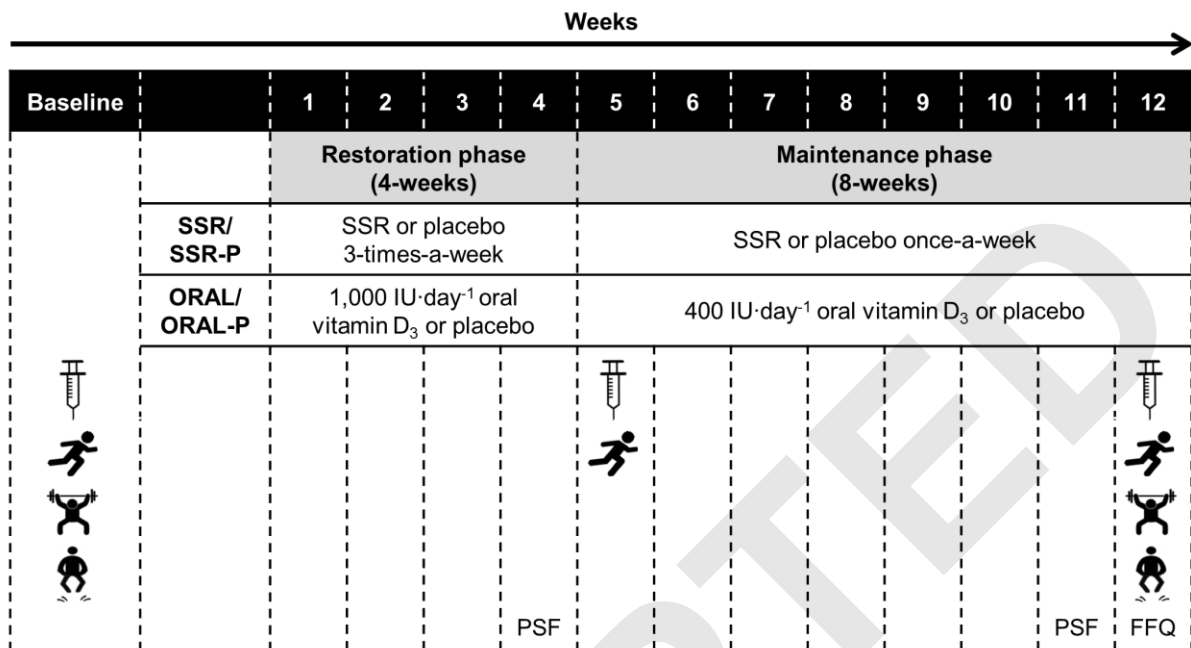 Weeks
Baseline 1 2 3 4 5 6 7 8 9 10 11 12
Restoration phase
(4-weeks)
Maintenance phase
(8-weeks)
SSR/
SSR-P
SSR or placebo
3-times-a-week
SSR or placebo once-a-week
ORAL/
ORAL-P
1,000 IU·day⁻¹ oral
vitamin D₃ or placebo
400 IU·day⁻¹ oral vitamin D₃ or placebo
PSF PSF FFQ
PTED